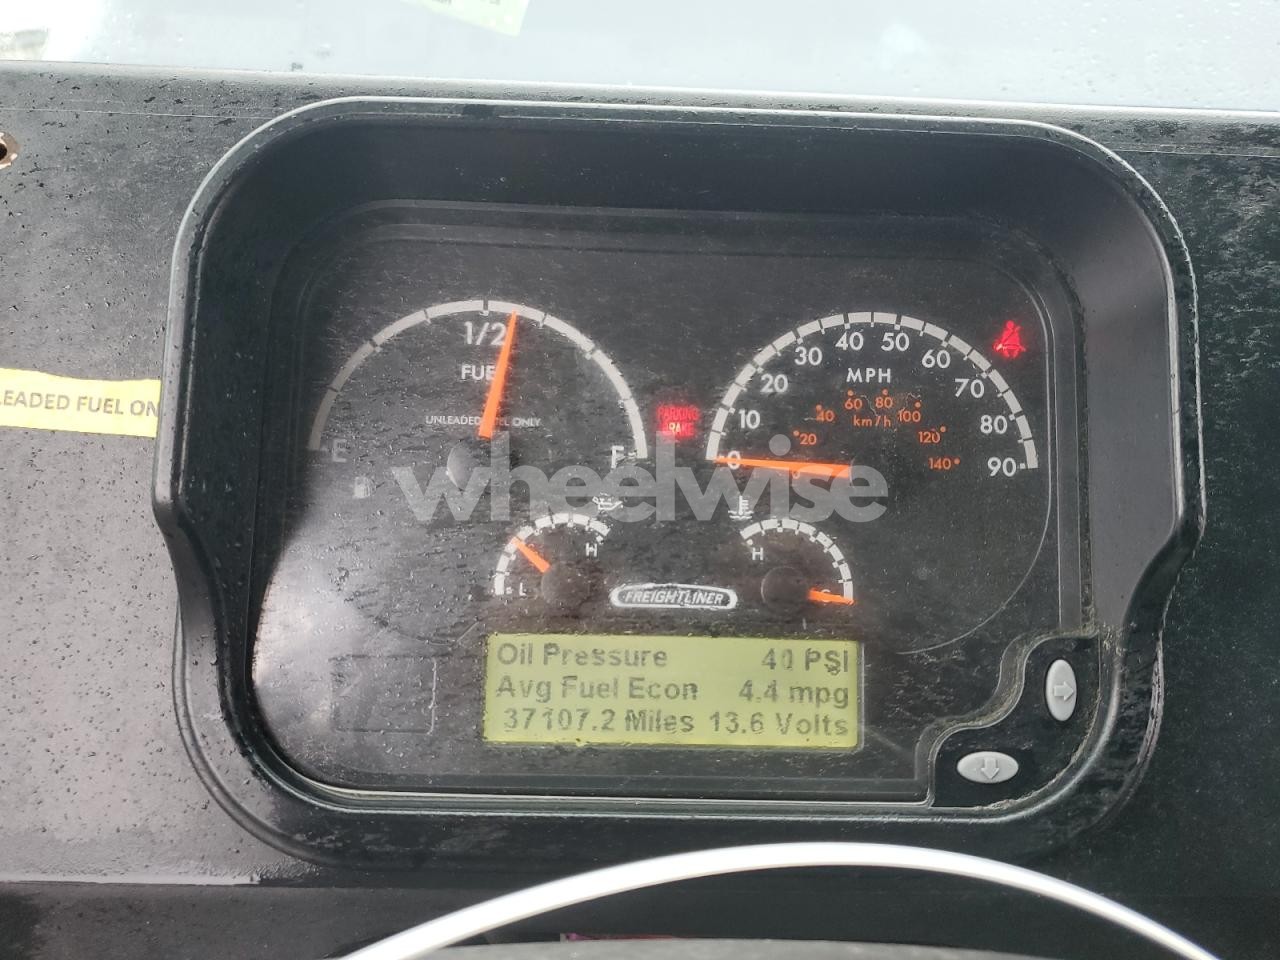 LEADED FUEL ON
1/2
FUEL
UNLEADED FUEL ONLY
E
F
PARKING
BRAKE
0 10 20 30 40 50 60 70 80 90
MPH
20 40 60 80 100 120 140
km/h
wheelwise
L
H
H
FREIGHTLINER
Oil Pressure 40 PSI
Avg Fuel Econ 4.4 mpg
37107.2 Miles 13.6 Volts